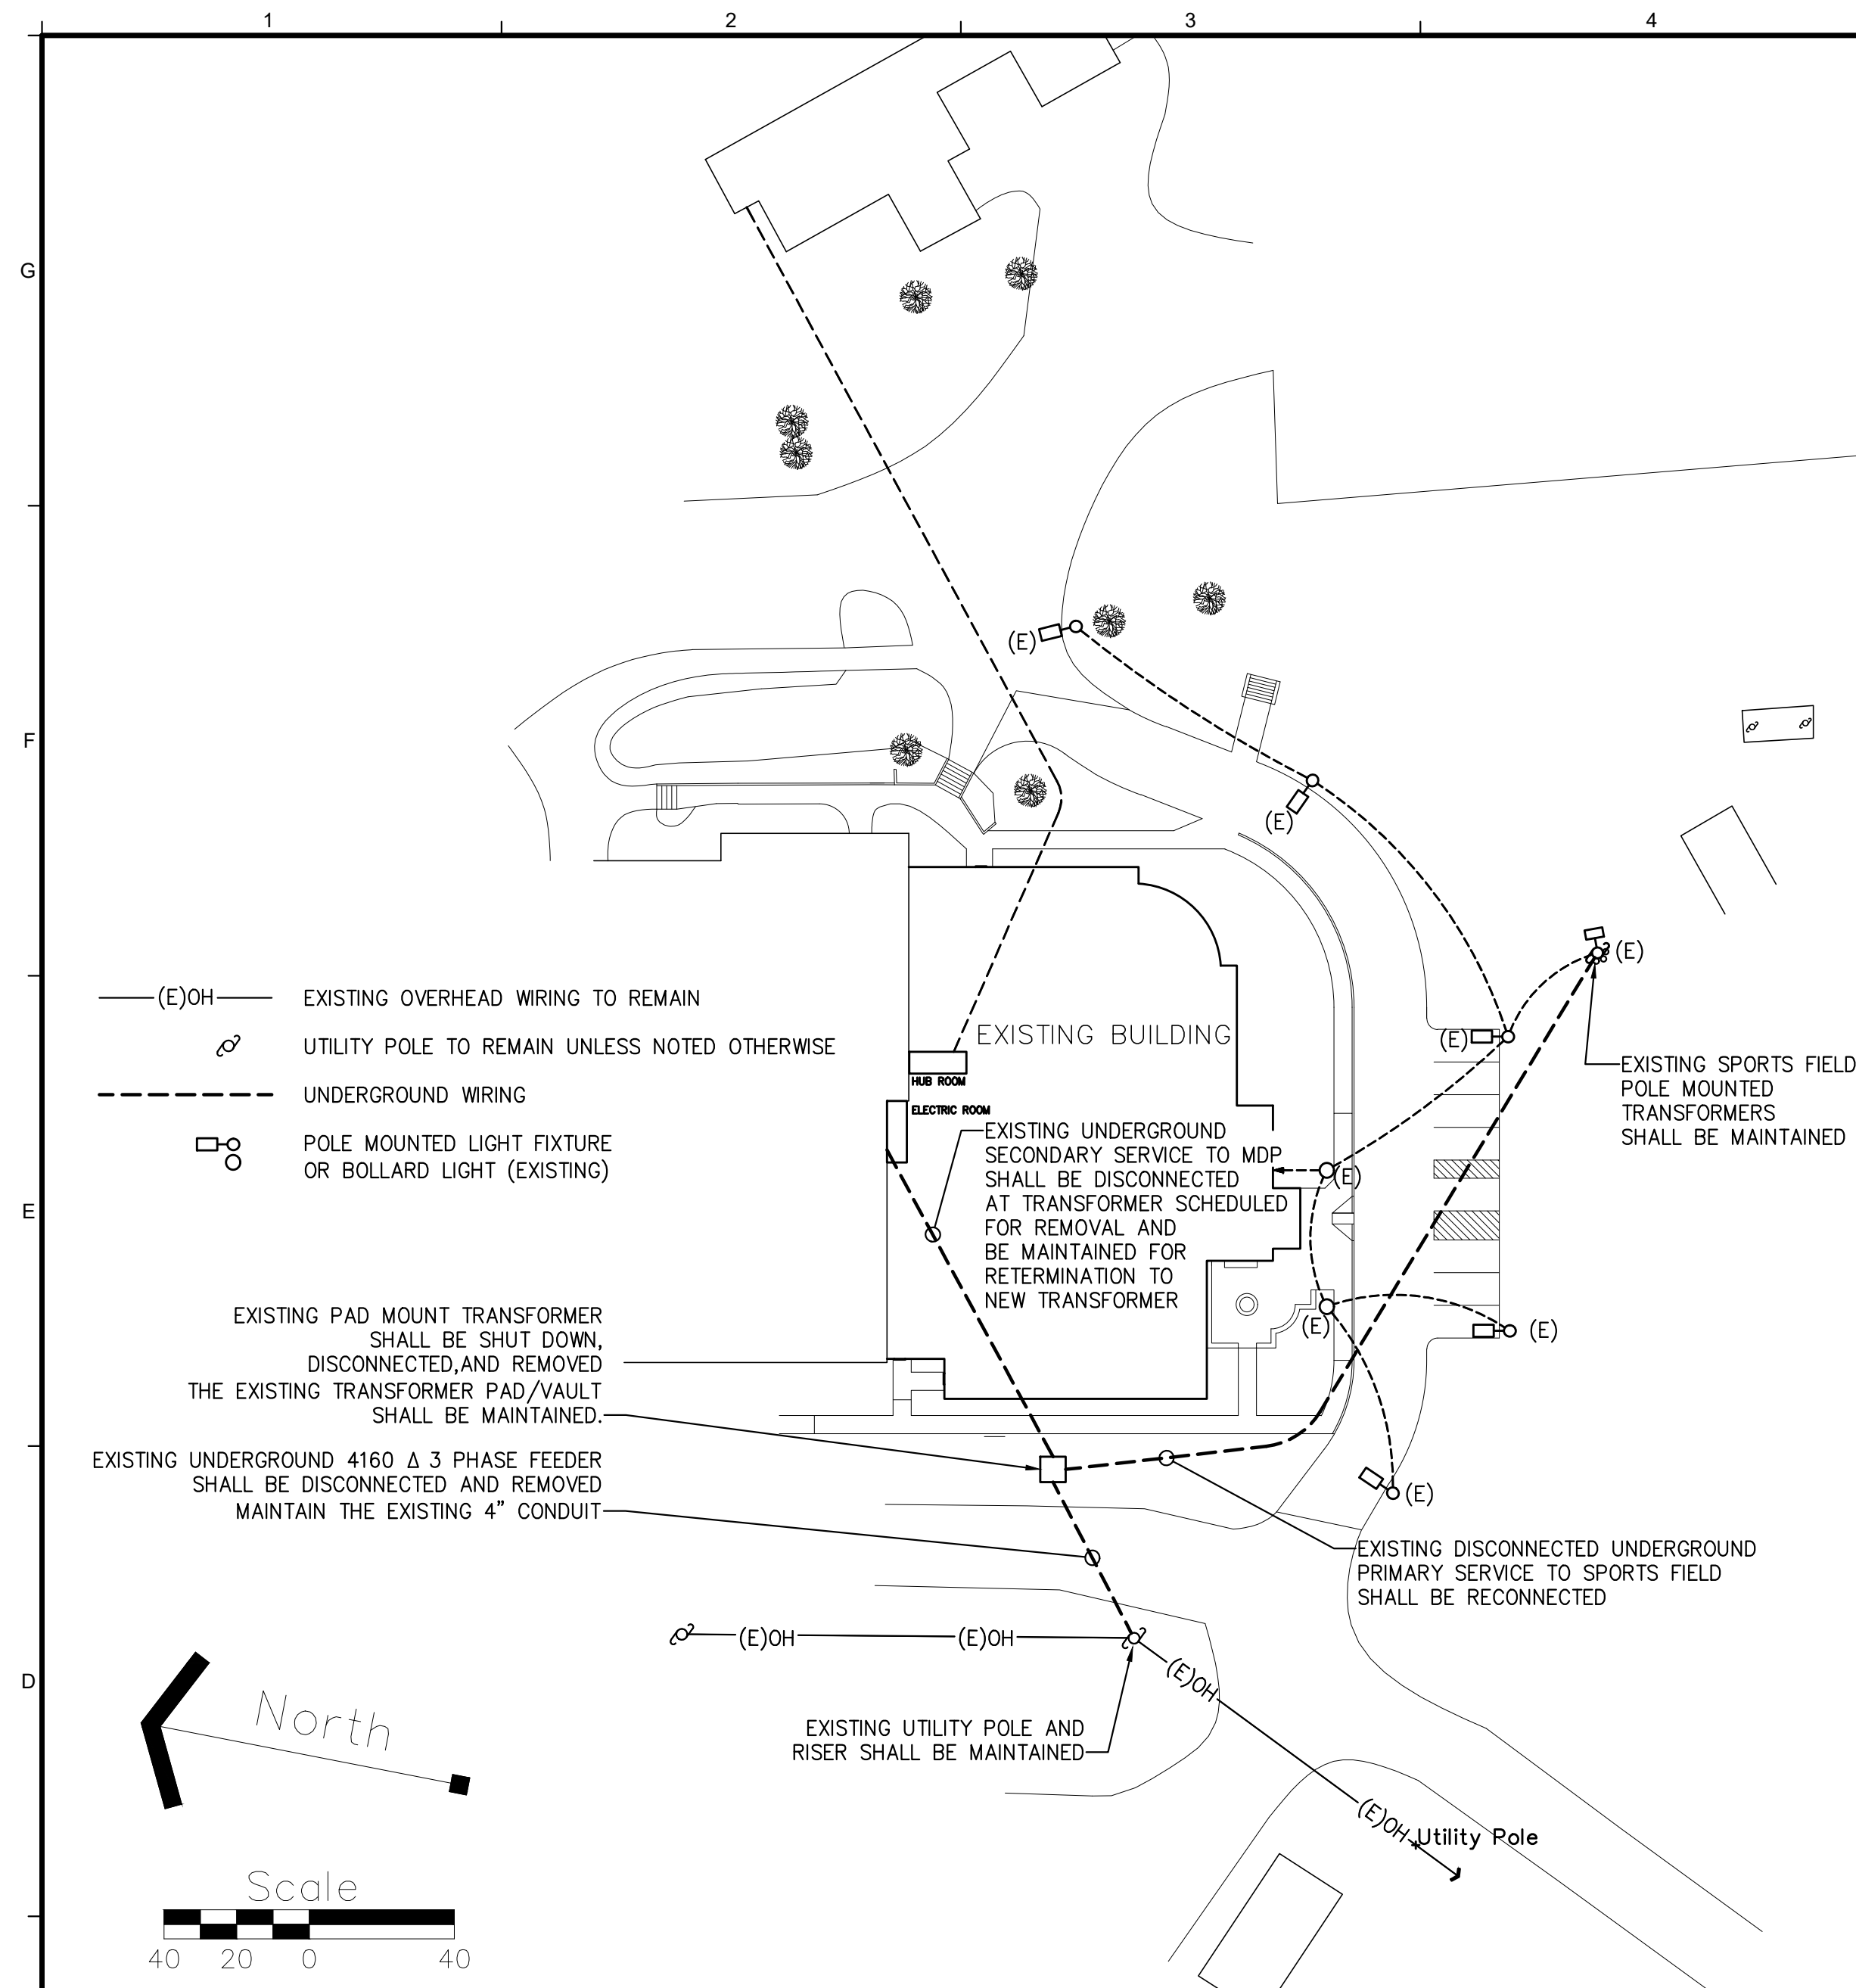 1
2
3
4
G
F
E
D
(E)
(E)
(E)
(E)
(E)
(E)
(E)
(E)
(E)OH
EXISTING OVERHEAD WIRING TO REMAIN
UTILITY POLE TO REMAIN UNLESS NOTED OTHERWISE
UNDERGROUND WIRING
POLE MOUNTED LIGHT FIXTURE
OR BOLLARD LIGHT (EXISTING)
EXISTING BUILDING
HUB ROOM
ELECTRIC ROOM
EXISTING UNDERGROUND
SECONDARY SERVICE TO MDP
SHALL BE DISCONNECTED
AT TRANSFORMER SCHEDULED
FOR REMOVAL AND
BE MAINTAINED FOR
RETERMINATION TO
NEW TRANSFORMER
EXISTING SPORTS FIELD
POLE MOUNTED
TRANSFORMERS
SHALL BE MAINTAINED
EXISTING PAD MOUNT TRANSFORMER
SHALL BE SHUT DOWN,
DISCONNECTED,AND REMOVED
THE EXISTING TRANSFORMER PAD/VAULT
SHALL BE MAINTAINED.
EXISTING UNDERGROUND 4160 Δ 3 PHASE FEEDER
SHALL BE DISCONNECTED AND REMOVED
MAINTAIN THE EXISTING 4" CONDUIT
EXISTING DISCONNECTED UNDERGROUND
PRIMARY SERVICE TO SPORTS FIELD
SHALL BE RECONNECTED
(E)OH
(E)OH
(E)OH
EXISTING UTILITY POLE AND
RISER SHALL BE MAINTAINED
(E)OH
Utility Pole
North
Scale
40
20
0
40